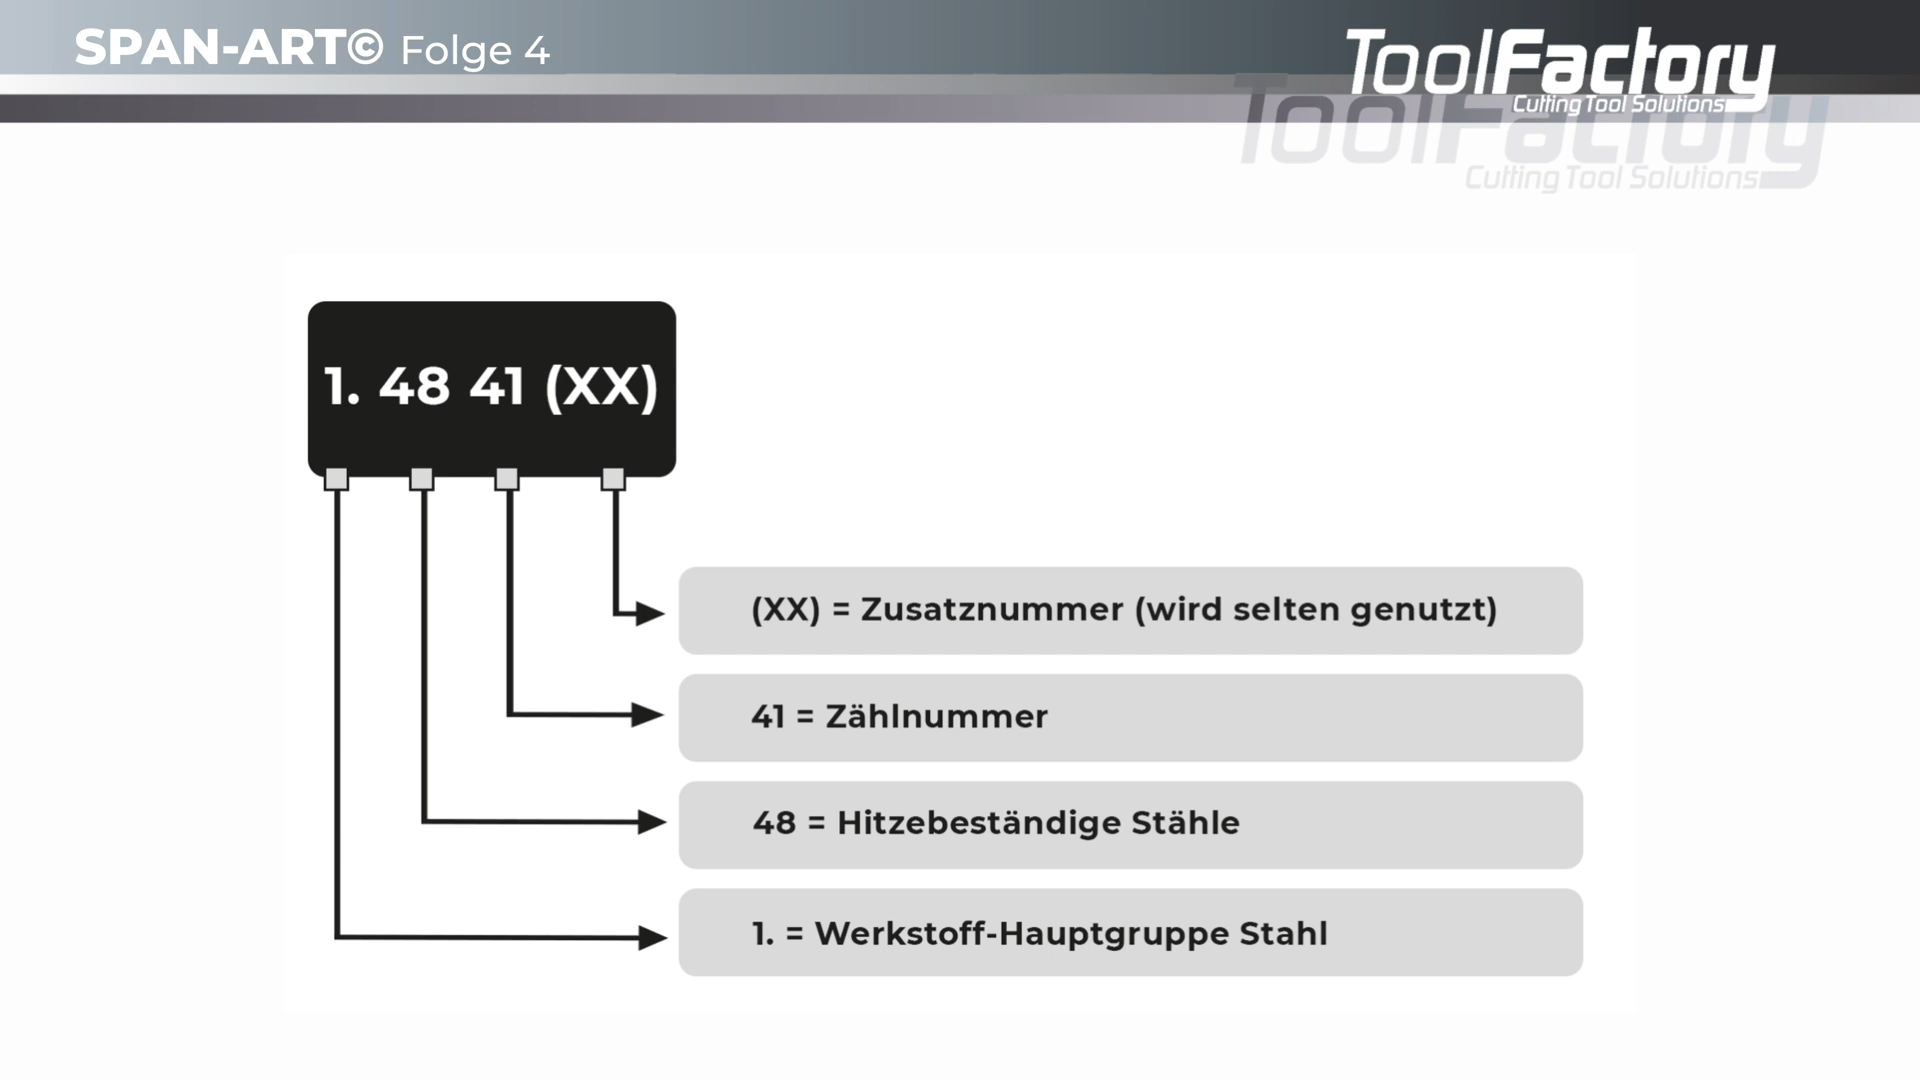 SPAN-ART© Folge 4
ToolFactory
Cutting Tool Solutions
ToolFactory
Cutting Tool Solutions
1. 48 41 (XX)
(XX) = Zusatznummer (wird selten genutzt)
41 = Zählnummer
48 = Hitzebeständige Stähle
1. = Werkstoff-Hauptgruppe Stahl